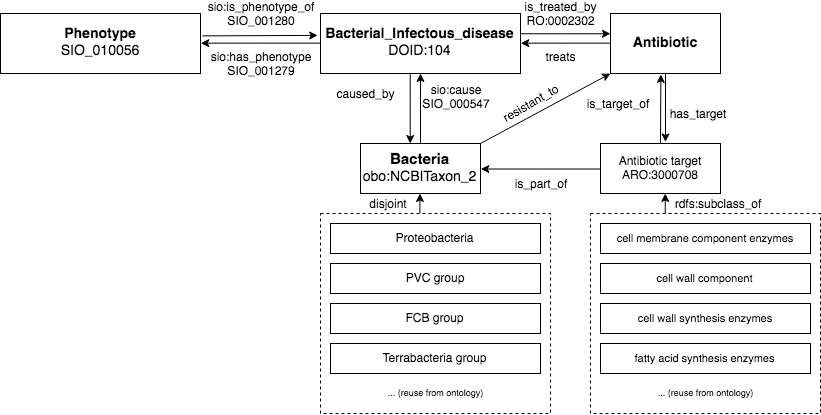 sio:is_phenotype_of
SIO_001280
is_treated_by
RO:0002302
Phenotype
SIO_010056
Bacterial_Infectous_disease
DOID:104
Antibiotic
sio:has_phenotype
SIO_001279
treats
caused_by
sio:cause
SIO_000547
resistant_to
is_target_of
has_target
Bacteria
obo:NCBITaxon_2
Antibiotic target
ARO:3000708
is_part_of
disjoint
rdfs:subclass_of
Proteobacteria
PVC group
FCB group
Terrabacteria group
... (reuse from ontology)
cell membrane component enzymes
cell wall component
cell wall synthesis enzymes
fatty acid synthesis enzymes
... (reuse from ontology)